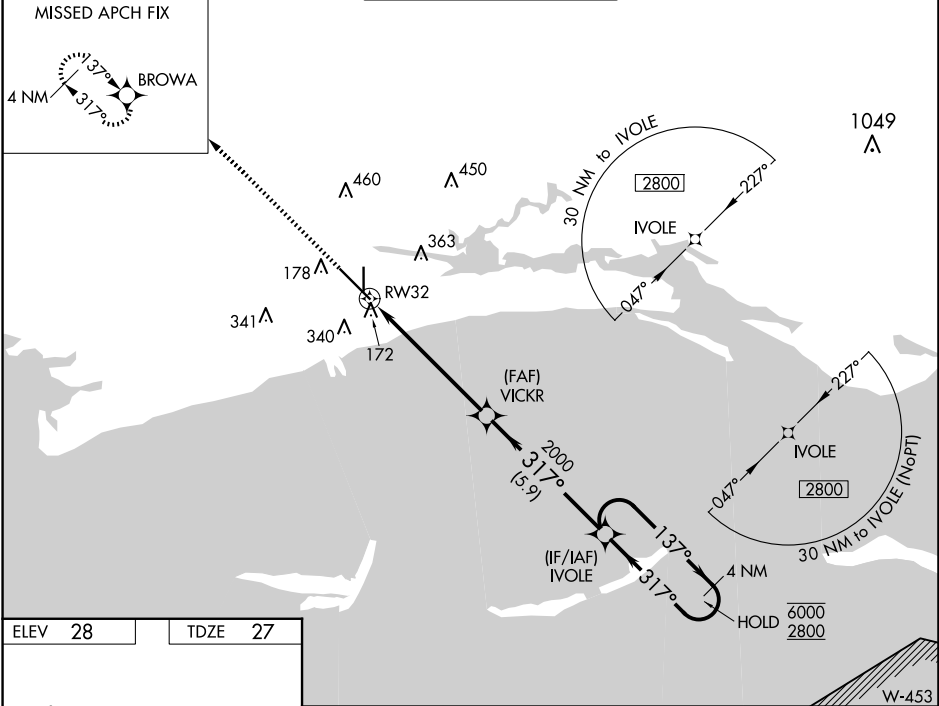 MISSED APCH FIX
137°
BROWA
4 NM
317°
1049
30 NM to IVOLE
2800
227°
IVOLE
047°
460
450
363
178
RW32
341
340
172
(FAF)
VICKR
2000
317°
(5.9)
227°
IVOLE
047°
2800
30 NM to IVOLE (NoPT)
(IF/IAF)
IVOLE
137°
317°
4 NM
HOLD
6000
2800
ELEV 28
TDZE 27
W-453